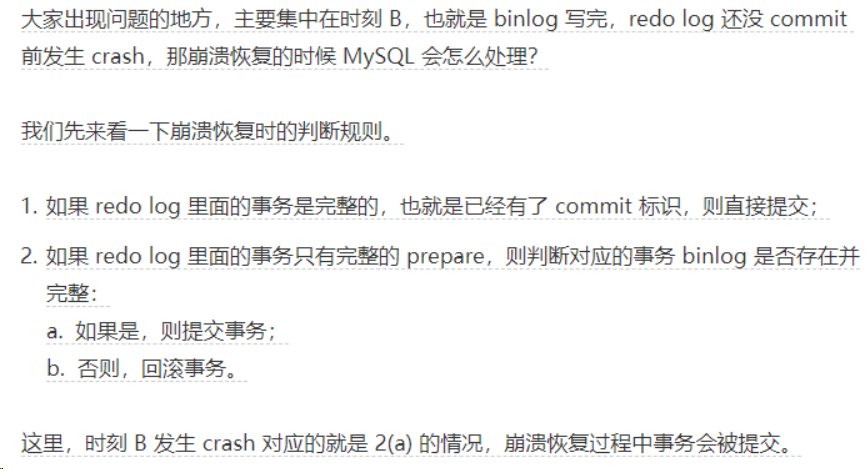 大家出现问题的地方，主要集中在时刻 B，也就是 binlog 写完，redo log 还没 commit
前发生 crash，那崩溃恢复的时候 MySQL 会怎么处理？
我们先来看一下崩溃恢复时的判断规则。
1. 如果 redo log 里面的事务是完整的，也就是已经有了 commit 标识，则直接提交；
2. 如果 redo log 里面的事务只有完整的 prepare，则判断对应的事务 binlog 是否存在并
完整：
a. 如果是，则提交事务；
b. 否则，回滚事务。
这里，时刻 B 发生 crash 对应的就是 2(a) 的情况，崩溃恢复过程中事务会被提交。